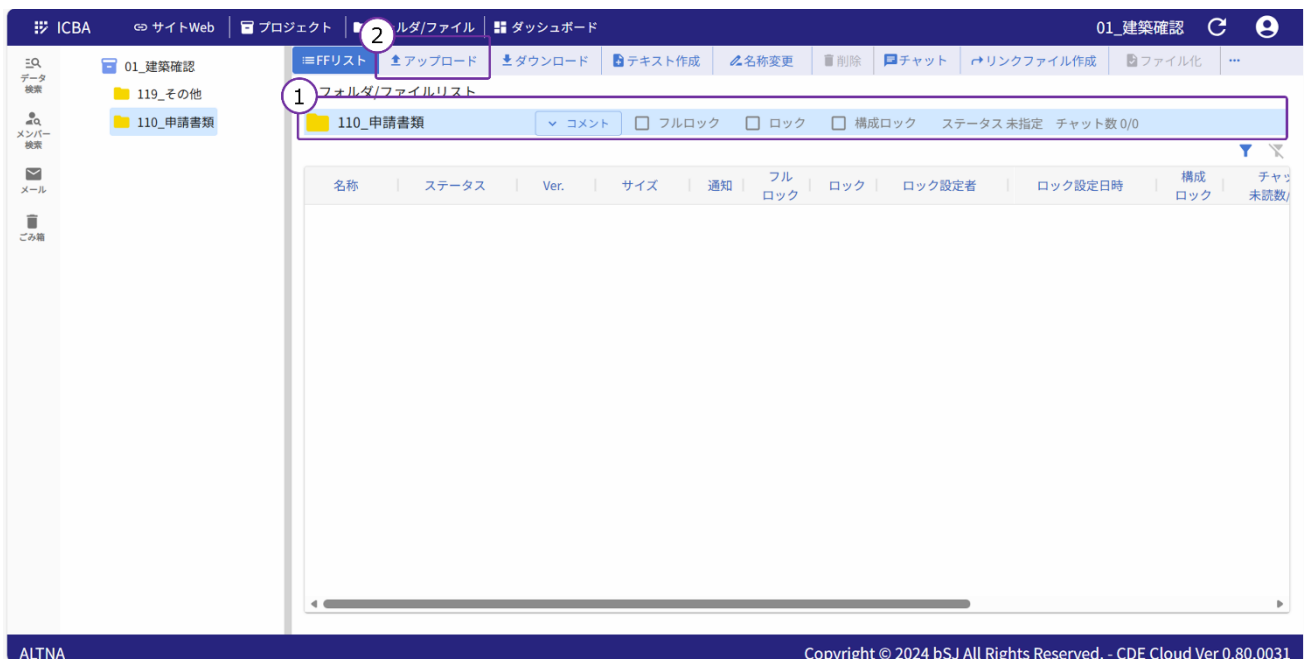 ICBA サイトWeb プロジェクト ルダ/ファイル ダッシュボード 01_建築確認
2
データ
検索
メンバー
検索
メール
ごみ箱
01_建築確認
119_その他
110_申請書類
FFリスト アップロード ダウンロード テキスト作成 名称変更 削除 チャット リンクファイル作成 ファイル化 ...
1
フォルダ/ファイルリスト
110_申請書類 コメント フルロック ロック 構成ロック ステータス 未指定 チャット数 0/0
名称 ステータス Ver. サイズ 通知 フル
ロック ロック ロック設定者 ロック設定日時 構成
ロック チャッ
未読数/
ALTNA Copyright © 2024 bSJ All Rights Reserved. - CDE Cloud Ver 0.80.0031